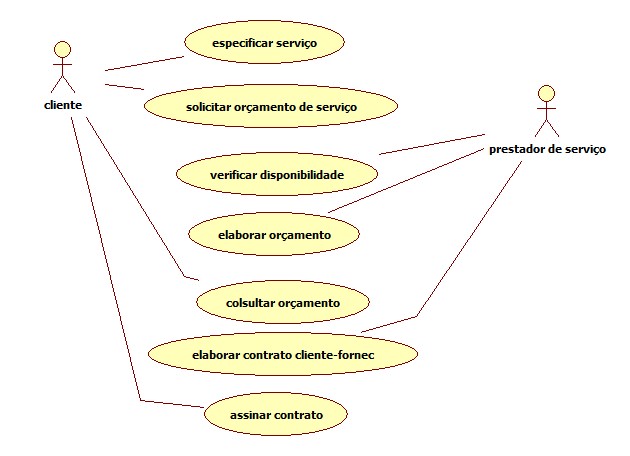 especificar serviço
cliente
solicitar orçamento de serviço
prestador de serviço
verificar disponibilidade
elaborar orçamento
colsultar orçamento
elaborar contrato cliente-fornec
assinar contrato